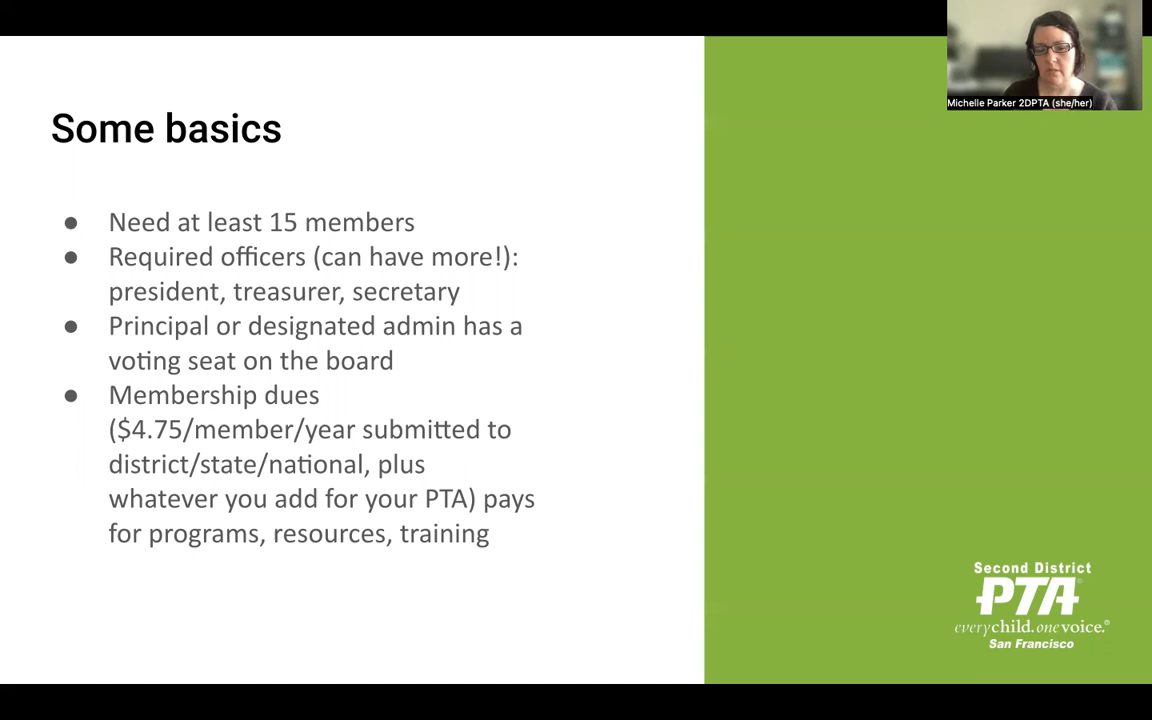 Michelle Parker 2DPTA (she/her)
Some basics
● Need at least 15 members
● Required officers (can have more!):
president, treasurer, secretary
● Principal or designated admin has a
voting seat on the board
● Membership dues
($4.75/member/year submitted to
district/state/national, plus
whatever you add for your PTA) pays
for programs, resources, training
Second District
PTA®
everychild.onevoice.®
San Francisco